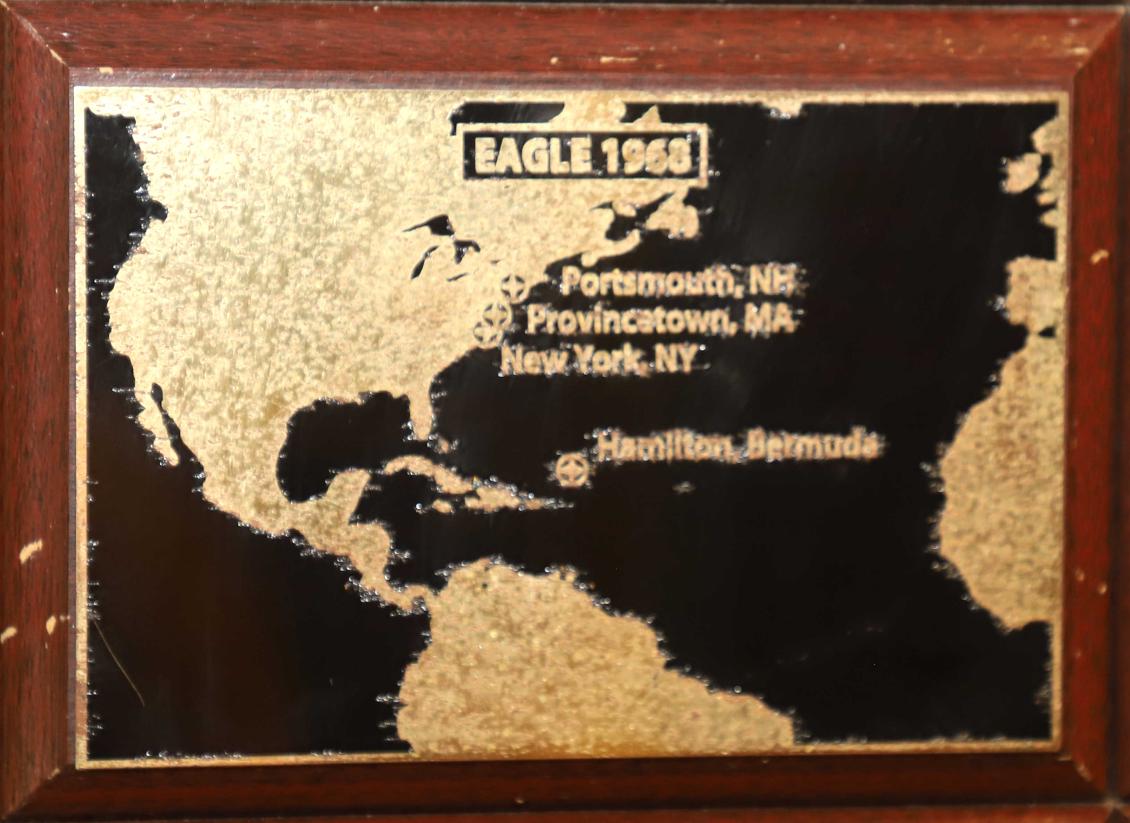 EAGLE 1968
Portsmouth, NH
Provincetown, MA
New York, NY
Hamilton, Bermuda